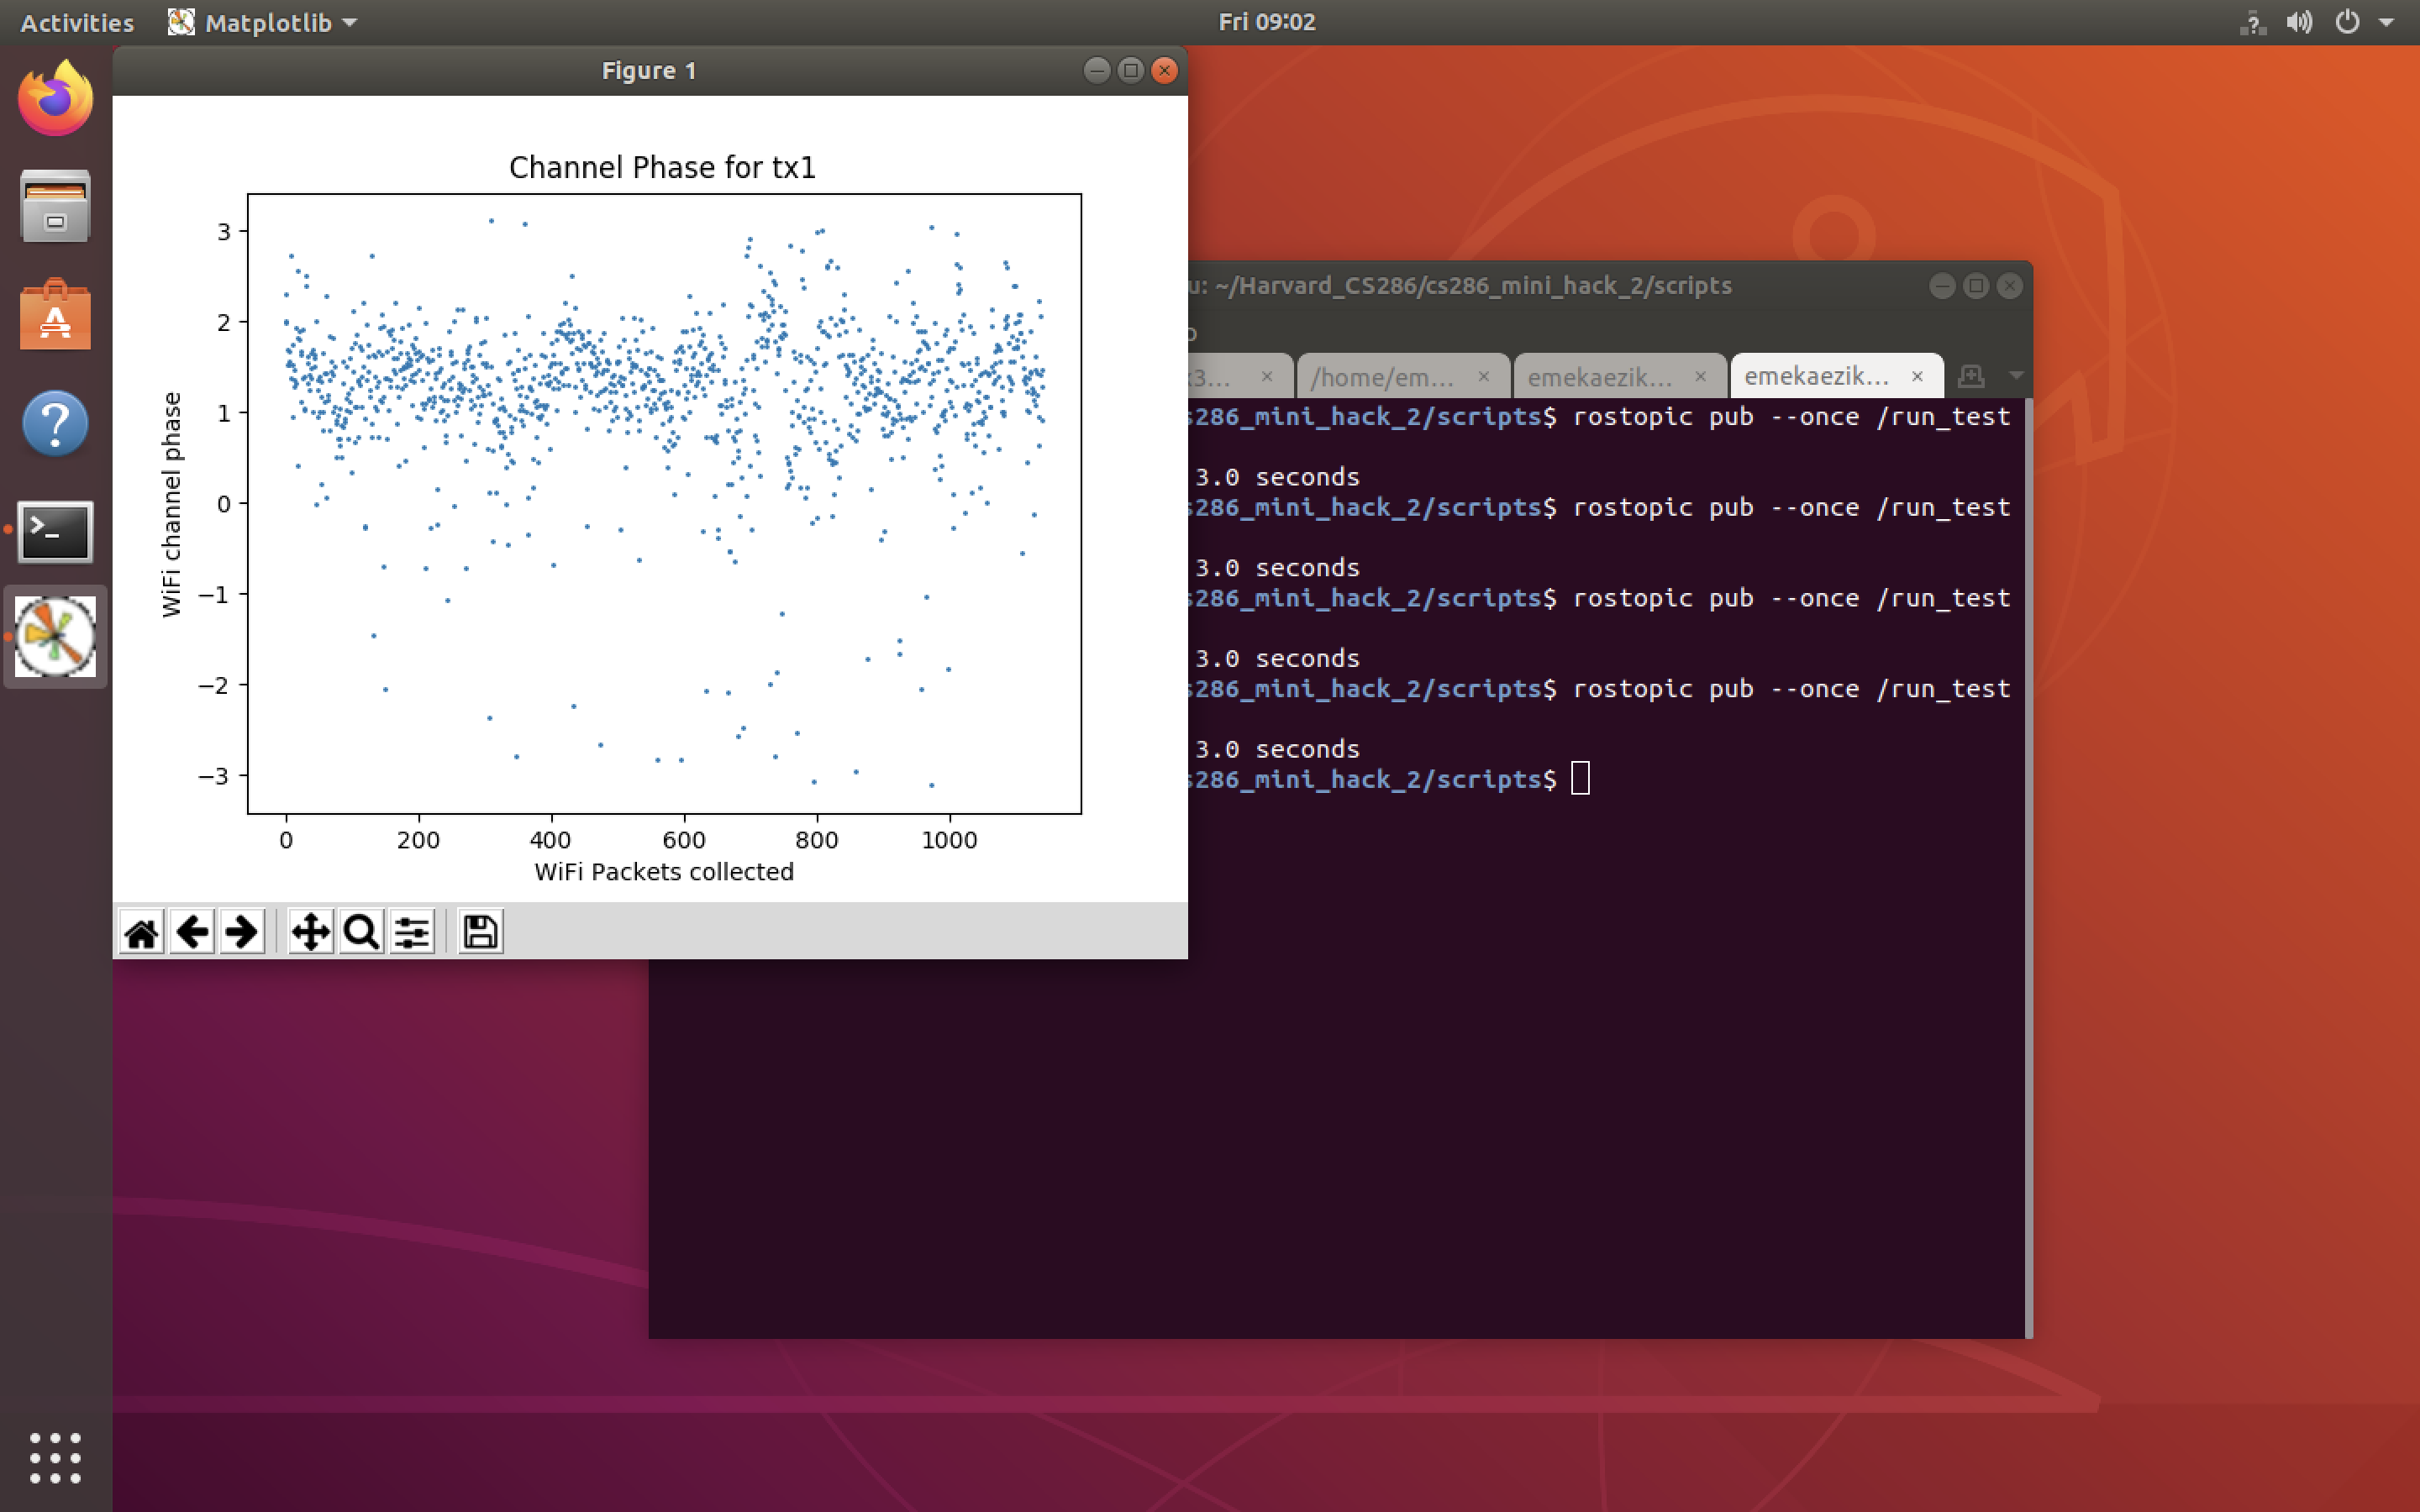 Activities Matplotlib Fri 09:02
Figure 1
Channel Phase for tx1
WiFi channel phase
3
2
1
0
−1
−2
−3
0 200 400 600 800 1000
WiFi Packets collected
u: ~/Harvard_CS286/cs286_mini_hack_2/scripts
3... × /home/em... × emekaezik... × emekaezik... ×
s286_mini_hack_2/scripts$ rostopic pub --once /run_test
3.0 seconds
s286_mini_hack_2/scripts$ rostopic pub --once /run_test
3.0 seconds
s286_mini_hack_2/scripts$ rostopic pub --once /run_test
3.0 seconds
s286_mini_hack_2/scripts$ rostopic pub --once /run_test
3.0 seconds
s286_mini_hack_2/scripts$